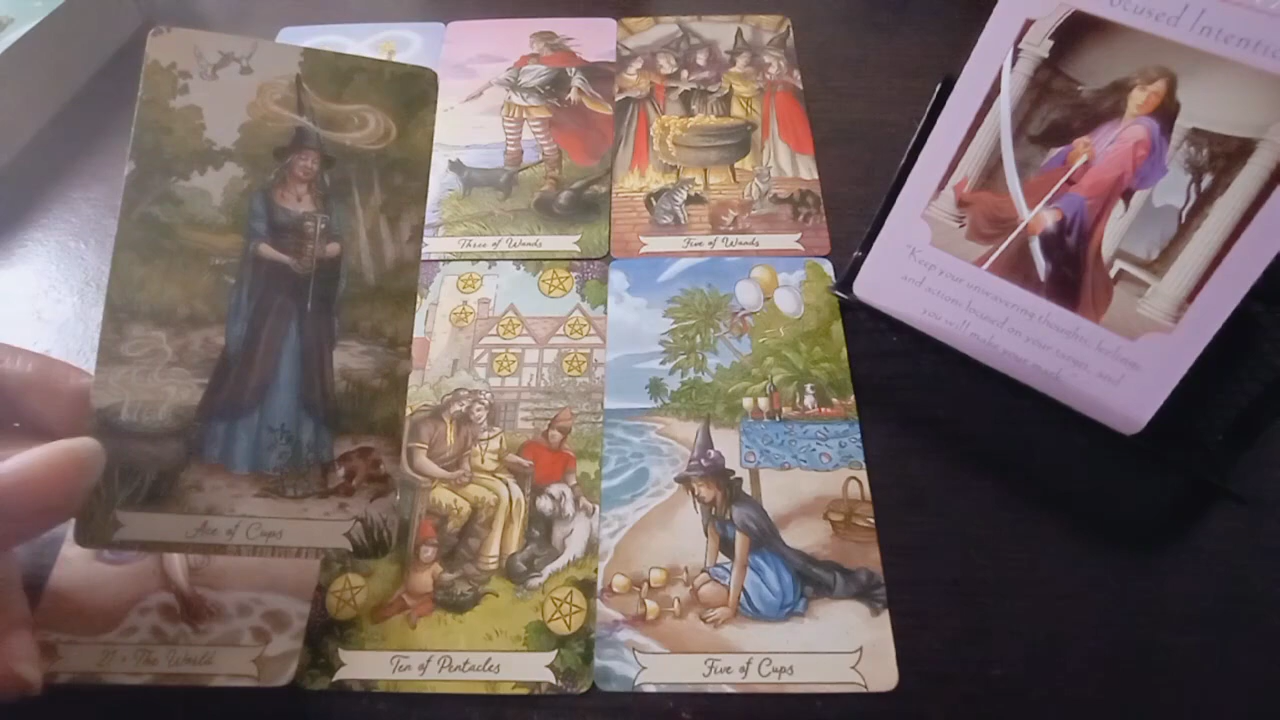 Three of Wands
Five of Wands
Focused Intentio
"Keep your unwavering thoughts, feelings,
and actions focused on your target, and
you will make your mark
Ace of Cups
21 • The World
Ten of Pentacles
Five of Cups